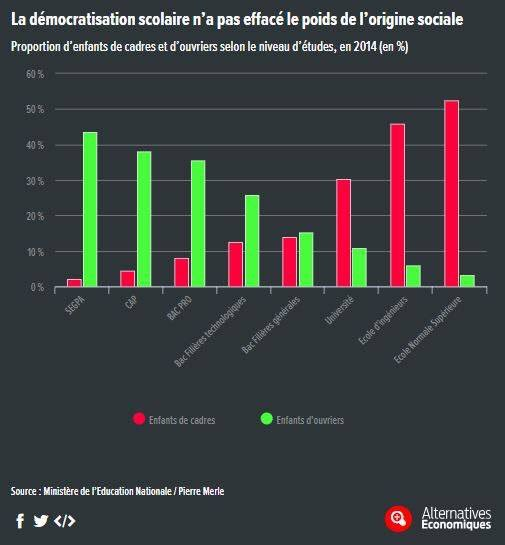 La démocratisation scolaire n'a pas effacé le poids de l'origine sociale
Proportion d'enfants de cadres et d'ouvriers selon le niveau d'études, en 2014 (en %)
60 %
50 %
40 %
30 %
20 %
10 %
0 %
SEGPA
CAP
BAC PRO
Bac Filières technologiques
Bac Filières générales
Université
Ecole d'ingénieurs
Ecole Normale Supérieure
Enfants de cadres
Enfants d'ouvriers
Source : Ministère de l'Education Nationale / Pierre Merle
Alternatives
Economiques